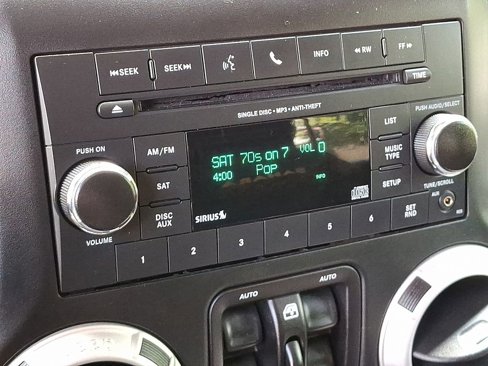 SEEK
SEEK
INFO
RW
FF
TIME
SINGLE DISC • MP3 • ANTI-THEFT
PUSH AUDIO/SELECT
PUSH ON
VOLUME
AM/FM
SAT
DISC AUX
SAT 70s on 7 VOL 0
4:00 Pop
INFO
SIRIUS
LIST
MUSIC TYPE
SETUP
TUNE/SCROLL
AUX
1 2 3 4 5 6
SET RND
AUTO
AUTO